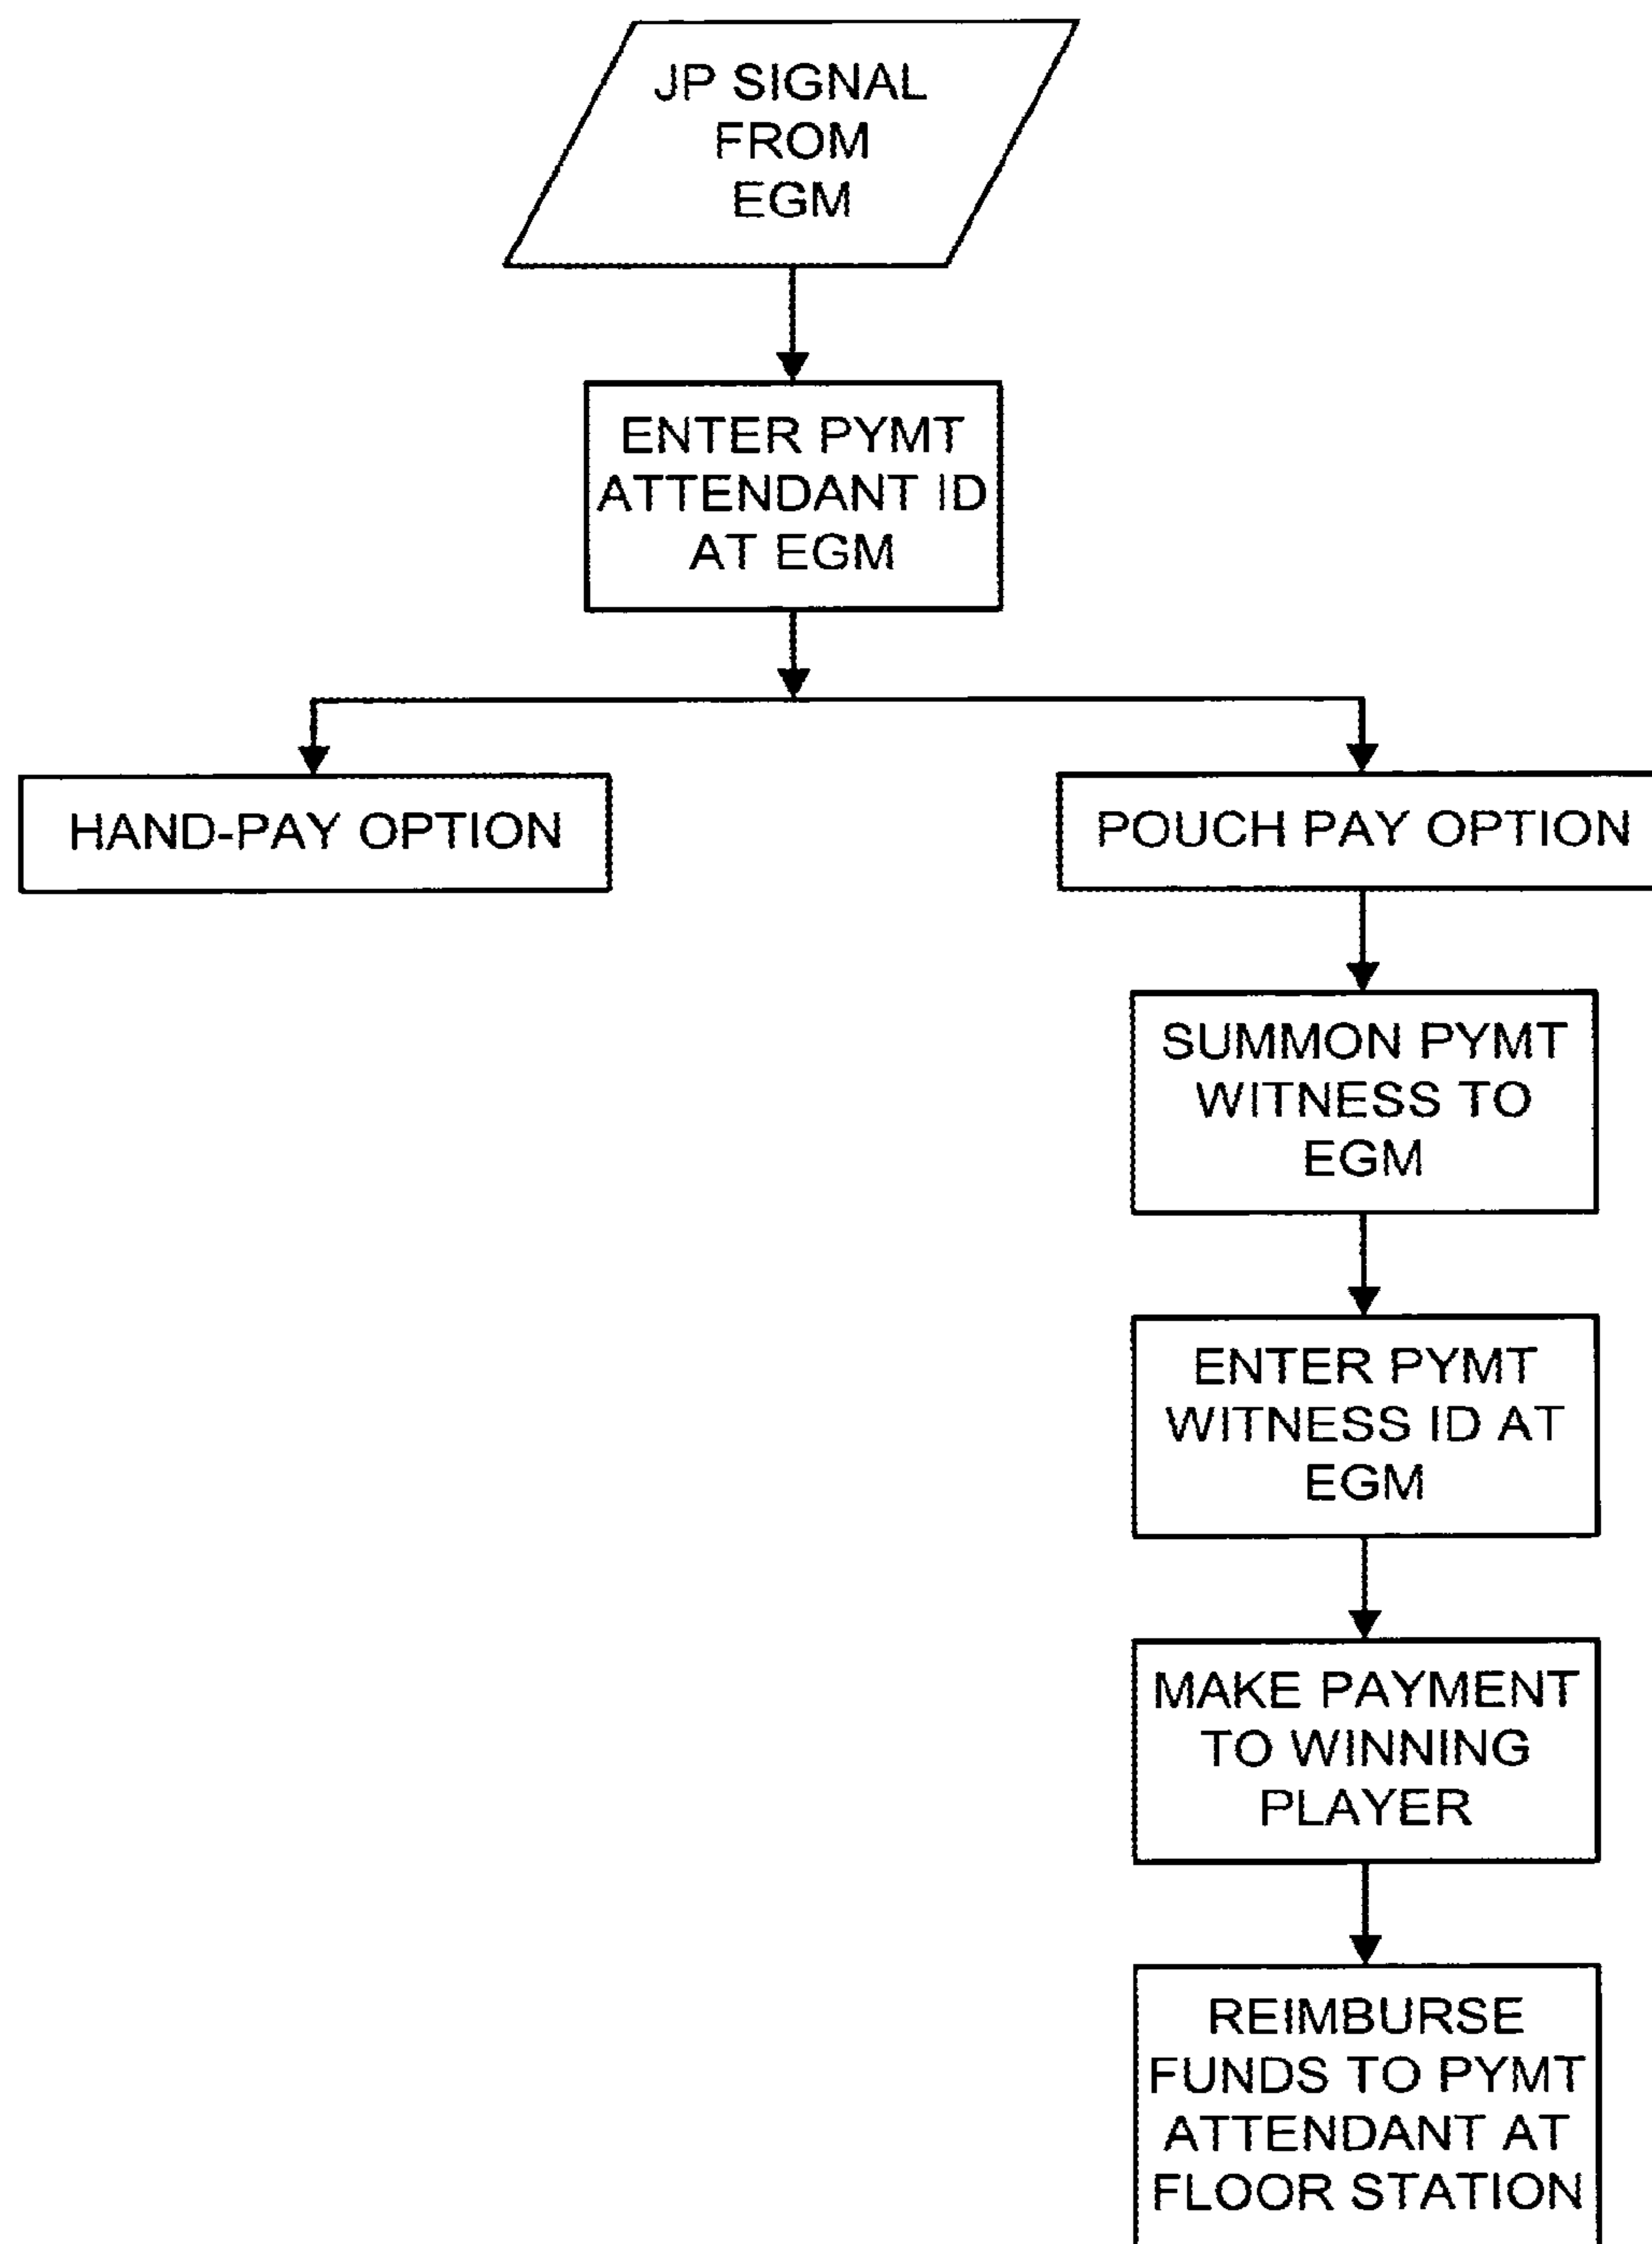 JP SIGNAL
FROM
EGM
ENTER PYMT
ATTENDANT ID
AT EGM
HAND-PAY OPTION
POUCH PAY OPTION
SUMMON PYMT
WITNESS TO
EGM
ENTER PYMT
WITNESS ID AT
EGM
MAKE PAYMENT
TO WINNING
PLAYER
REIMBURSE
FUNDS TO PYMT
ATTENDANT AT
FLOOR STATION